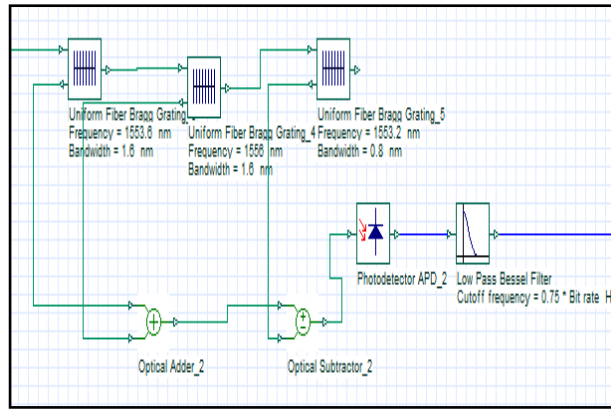 Uniform Fiber Bragg Grating_
Frequency = 1553.6 nm
Bandwidth = 1.6 nm
Uniform Fiber Bragg Grating_4
Frequency = 1556 nm
Bandwidth = 1.6 nm
Uniform Fiber Bragg Grating_5
Frequency = 1553.2 nm
Bandwidth = 0.8 nm
Photodetector APD_2
Low Pass Bessel Filter
Cutoff frequency = 0.75 * Bit rate H
Optical Adder_2
Optical Subtractor_2